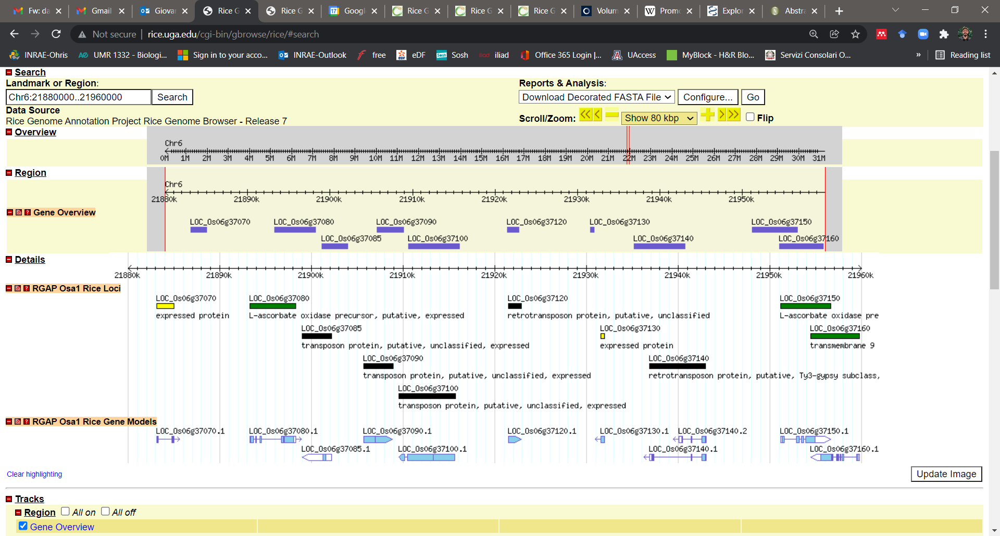 Fw: da
Gmail
Giovar
Rice G
Rice G
Googl
Rice G
Rice G
Rice G
Volum
Promo
Explor
Abstra
Not secure
rice.uga.edu/cgi-bin/gbrowse/rice/#search
INRAE-Ohris
UMR 1332 - Biologi...
Sign in to your acco...
INRAE-Outlook
free
eDF
Sosh
iliad
Office 365 Login |...
UAccess
MyBlock - H&R Blo...
Servizi Consolari O...
»
Reading list
Search
Landmark or Region:
Chr6:21880000..21960000
Search
Reports & Analysis:
Download Decorated FASTA File
Configure...
Go
Data Source
Rice Genome Annotation Project Rice Genome Browser - Release 7
Scroll/Zoom:
Show 80 kbp
Flip
Overview
Chr6
0M 1M 2M 3M 4M 5M 6M 7M 8M 9M 10M 11M 12M 13M 14M 15M 16M 17M 18M 19M 20M 21M 22M 23M 24M 25M 26M 27M 28M 29M 30M 31M
Region
Chr6
21880k 21890k 21900k 21910k 21920k 21930k 21940k 21950k
Gene Overview
LOC_Os06g37070 LOC_Os06g37080 LOC_Os06g37090 LOC_Os06g37120 LOC_Os06g37130 LOC_Os06g37150
LOC_Os06g37085 LOC_Os06g37100 LOC_Os06g37140 LOC_Os06g37160
Details
21880k 21890k 21900k 21910k 21920k 21930k 21940k 21950k 21960k
RGAP Osa1 Rice Loci
LOC_Os06g37070 LOC_Os06g37080 LOC_Os06g37120 LOC_Os06g37150
expressed protein L-ascorbate oxidase precursor, putative, expressed retrotransposon protein, putative, unclassified L-ascorbate oxidase pre
LOC_Os06g37085 LOC_Os06g37130 LOC_Os06g37160
transposon protein, putative, unclassified, expressed expressed protein transmembrane 9
LOC_Os06g37090 LOC_Os06g37140
transposon protein, putative, unclassified, expressed retrotransposon protein, putative, Ty3-gypsy subclass,
LOC_Os06g37100
transposon protein, putative, unclassified, expressed
RGAP Osa1 Rice Gene Models
LOC_Os06g37070.1 LOC_Os06g37080.1 LOC_Os06g37090.1 LOC_Os06g37120.1 LOC_Os06g37130.1 LOC_Os06g37140.2 LOC_Os06g37150.1
LOC_Os06g37085.1 LOC_Os06g37100.1 LOC_Os06g37140.1 LOC_Os06g37160.1
Clear highlighting
Update Image
Tracks
Region All on All off
Gene Overview